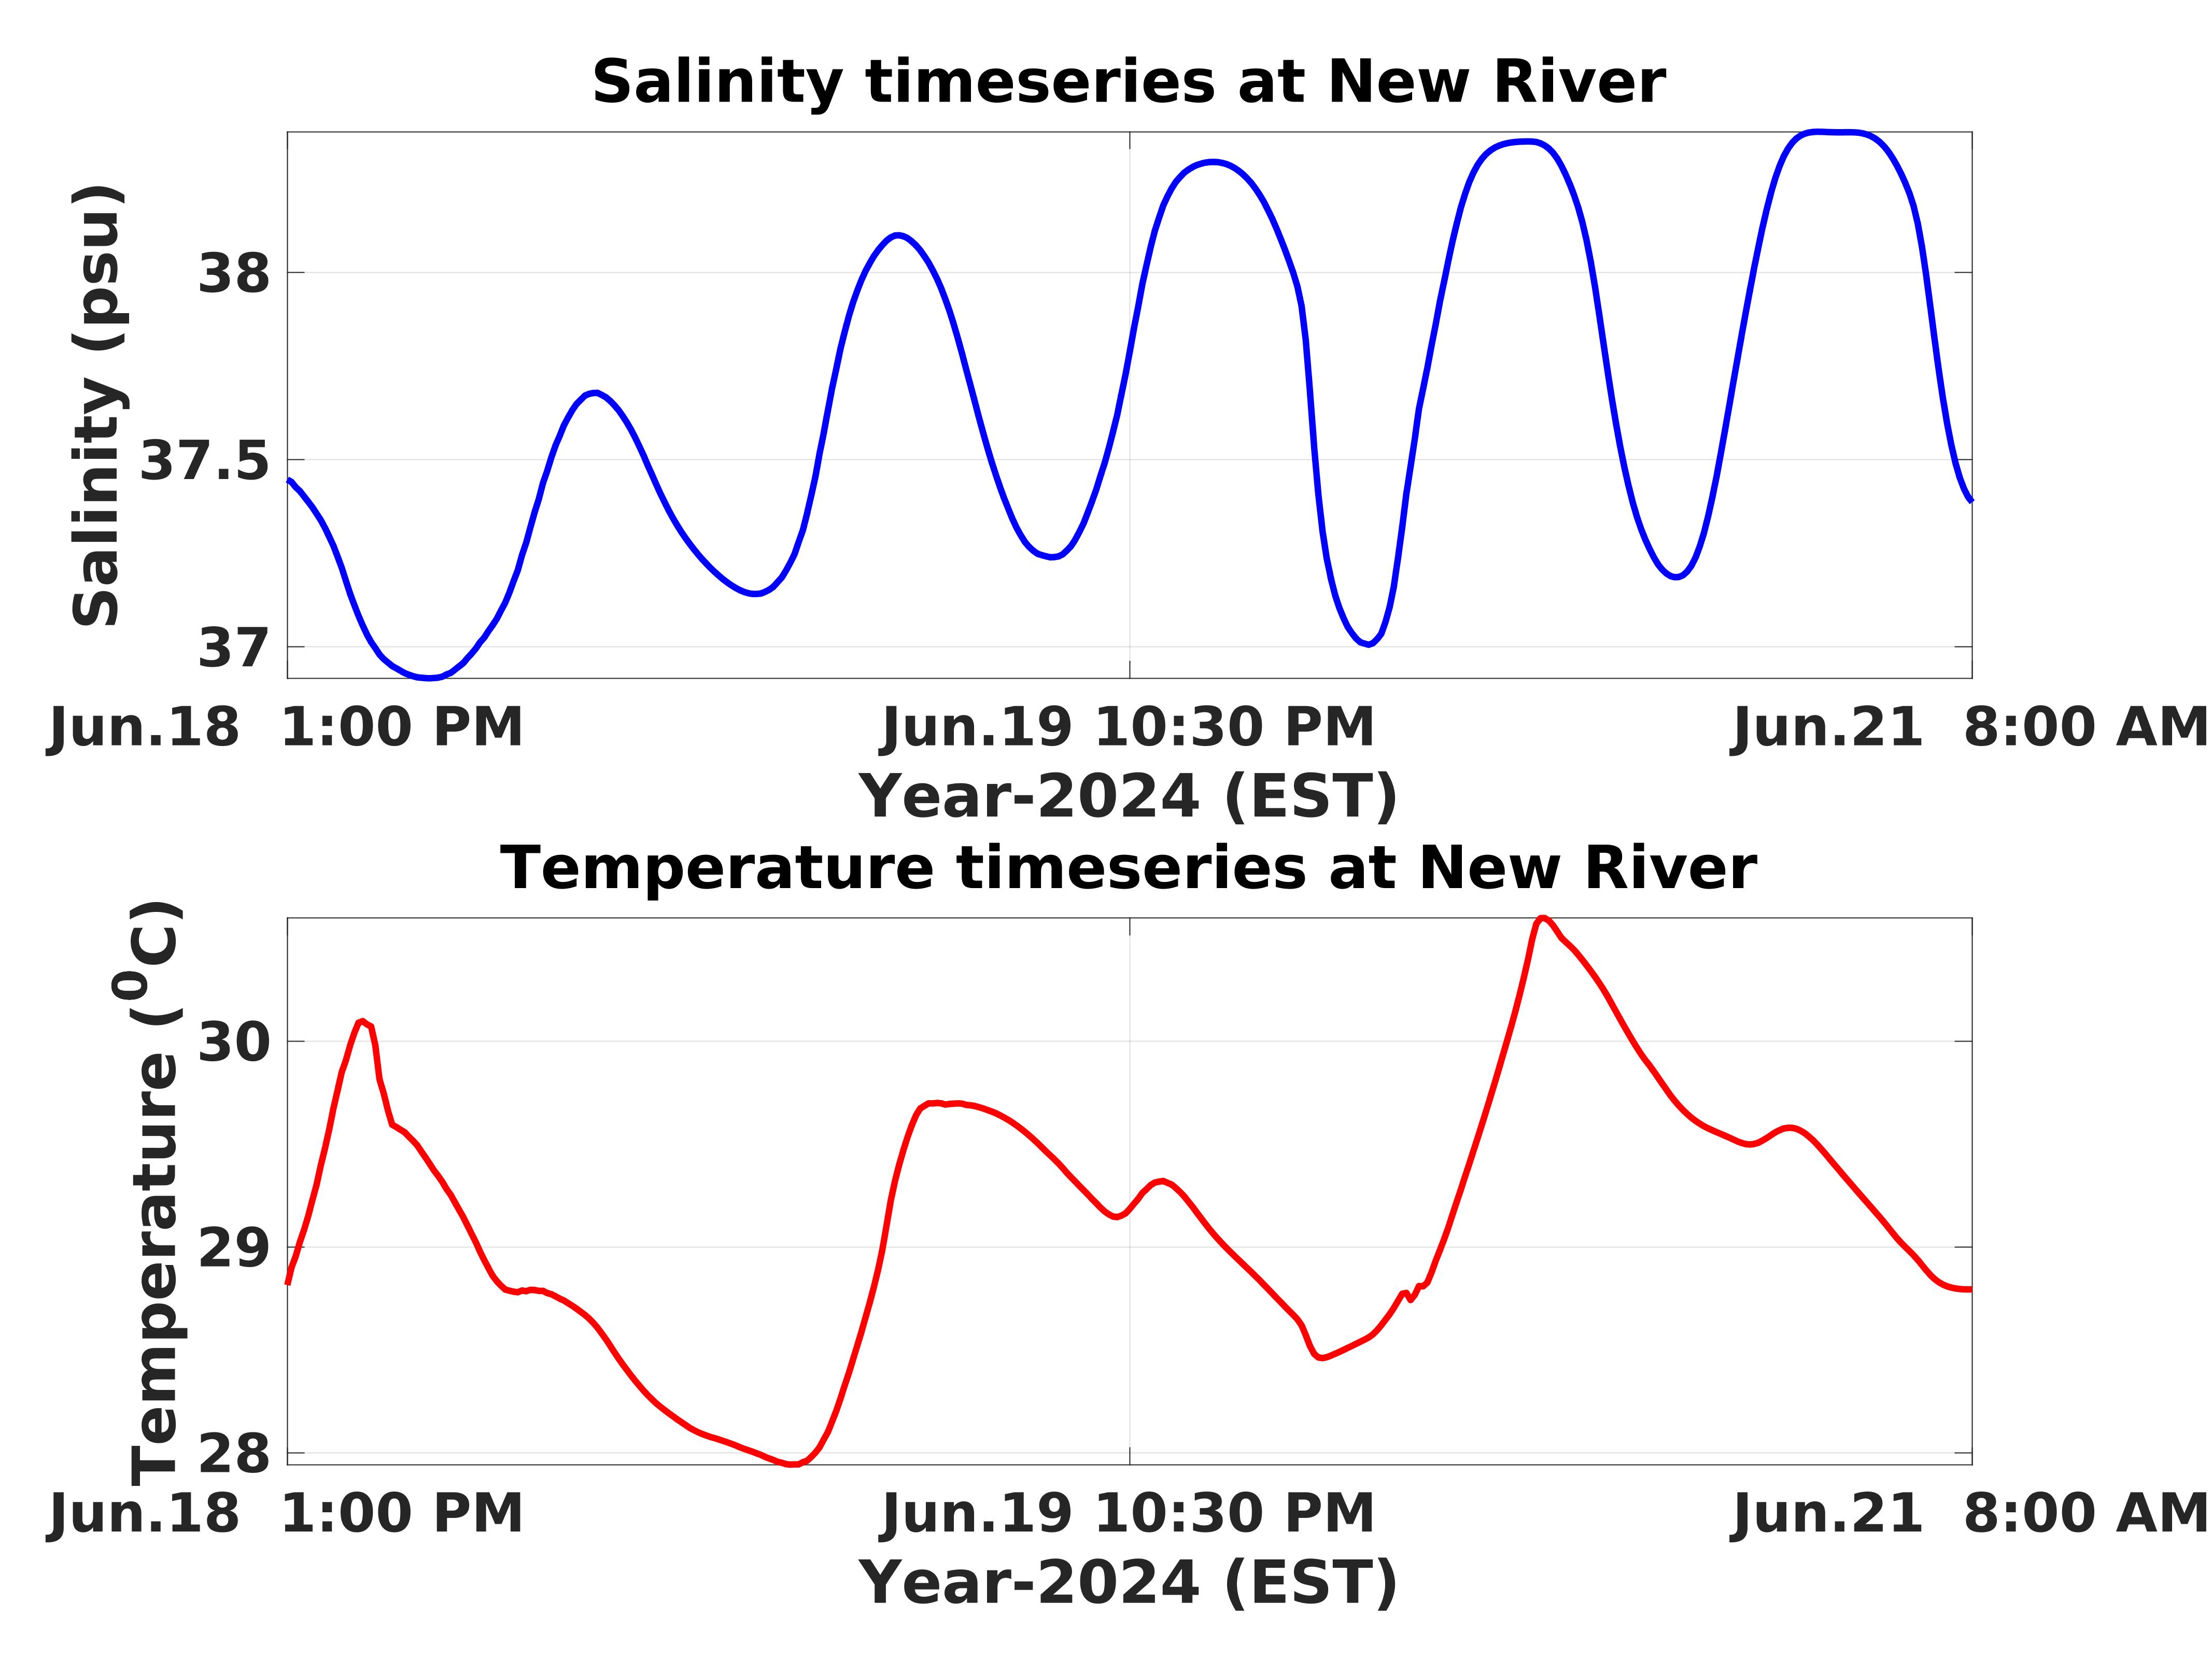 Salinity timeseries at New River
Salinity (psu)
38
37.5
37
Jun.18  1:00 PM
Jun.19 10:30 PM
Jun.21  8:00 AM
Year-2024 (EST)
Temperature timeseries at New River
Temperature (⁰C)
30
29
28
Jun.18  1:00 PM
Jun.19 10:30 PM
Jun.21  8:00 AM
Year-2024 (EST)